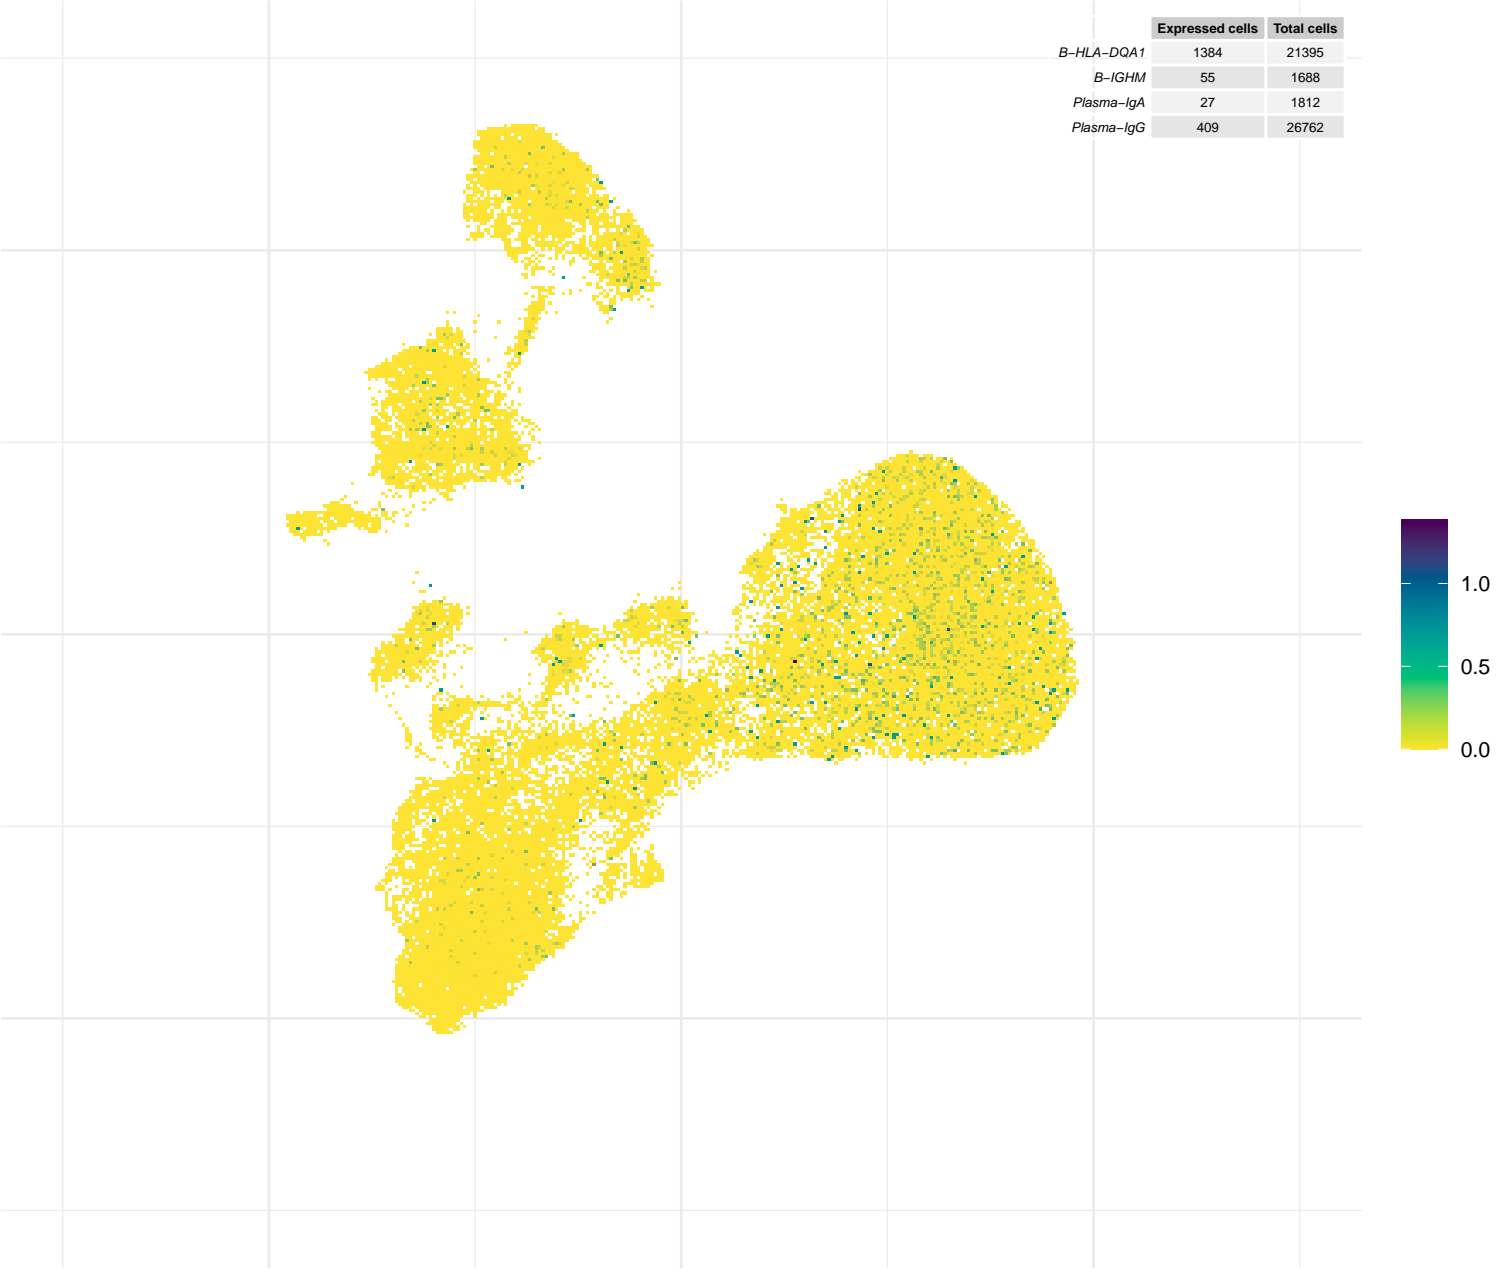 Expressed cells Total cells
B−HLA−DQA1 1384 21395
B−IGHM 55 1688
Plasma−IgA 27 1812
Plasma−IgG 409 26762
1.0
0.5
0.0